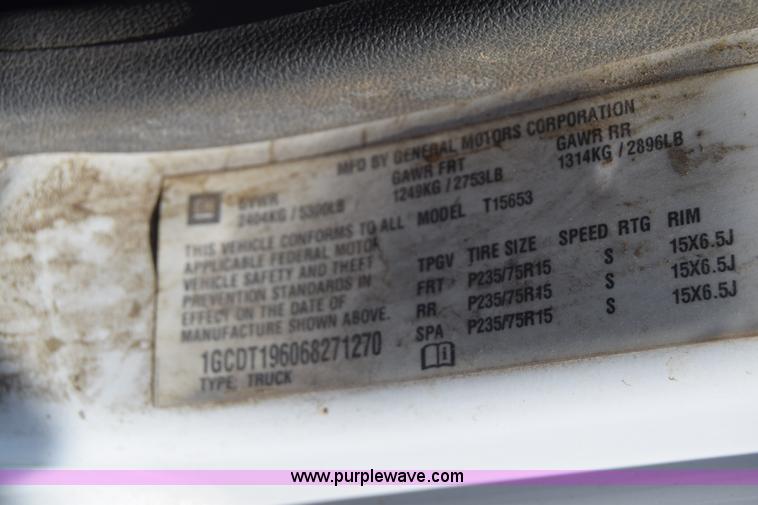 MFD BY GENERAL MOTORS CORPORATION
GVWR GAWR FRT GAWR RR
2404KG / 5300LB 1249KG / 2753LB 1314KG / 2896LB
THIS VEHICLE CONFORMS TO ALL
APPLICABLE FEDERAL MOTOR
VEHICLE SAFETY AND THEFT
PREVENTION STANDARDS IN
EFFECT ON THE DATE OF
MANUFACTURE SHOWN ABOVE.
1GCDT196068271270
TYPE: TRUCK
MODEL T15653
TPGV TIRE SIZE SPEED RTG RIM
FRT P235/75R15 S 15X6.5J
RR P235/75R15 S 15X6.5J
SPA P235/75R15 S 15X6.5J
www.purplewave.com